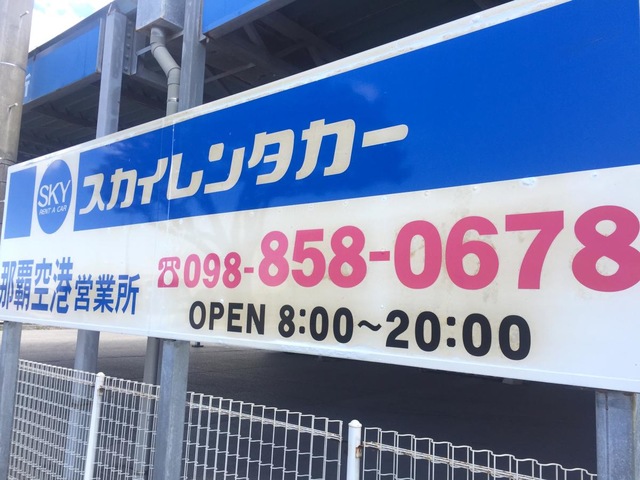 SKY
RENT A CAR
スカイレンタカー
那覇空港営業所
☎098-858-0678
OPEN 8:00～20:00